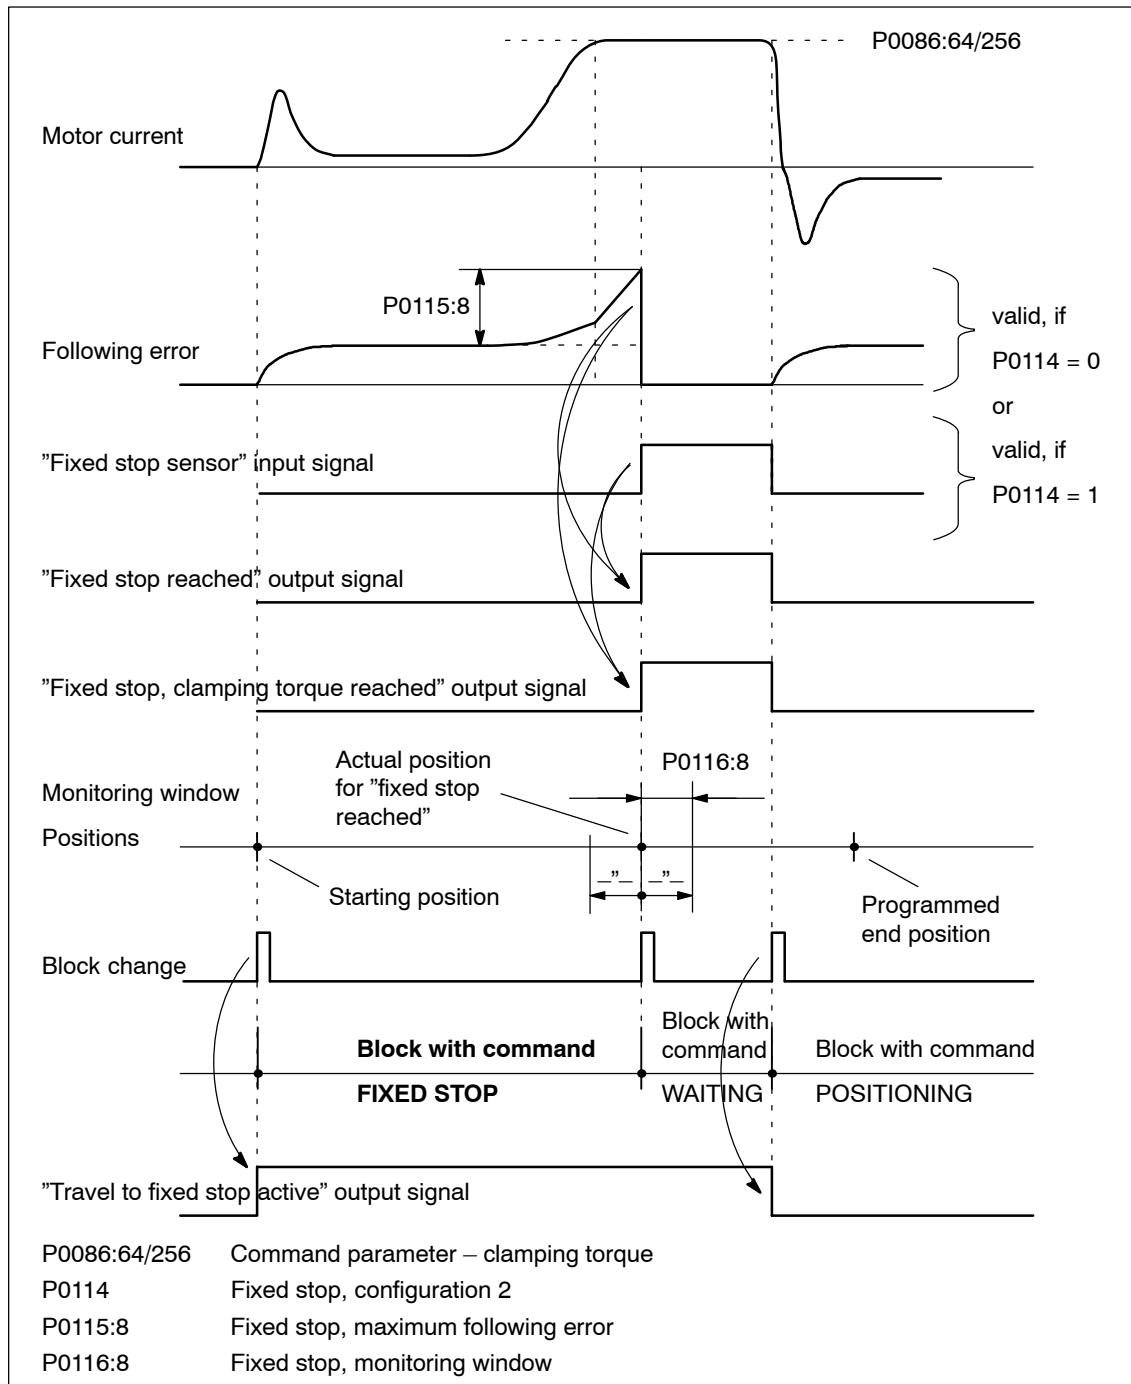 P0086:64/256
Motor current
P0115:8
Following error
valid, if
P0114 = 0
or
valid, if
P0114 = 1
”Fixed stop sensor” input signal
”Fixed stop reached” output signal
”Fixed stop, clamping torque reached” output signal
Actual position
for ”fixed stop
reached”
P0116:8
Monitoring window
Positions
_”_ _”_
Starting position
Programmed
end position
Block change
Block with command
FIXED STOP
Block with
command
WAITING
Block with command
POSITIONING
”Travel to fixed stop active” output signal
P0086:64/256 Command parameter – clamping torque
P0114 Fixed stop, configuration 2
P0115:8 Fixed stop, maximum following error
P0116:8 Fixed stop, monitoring window